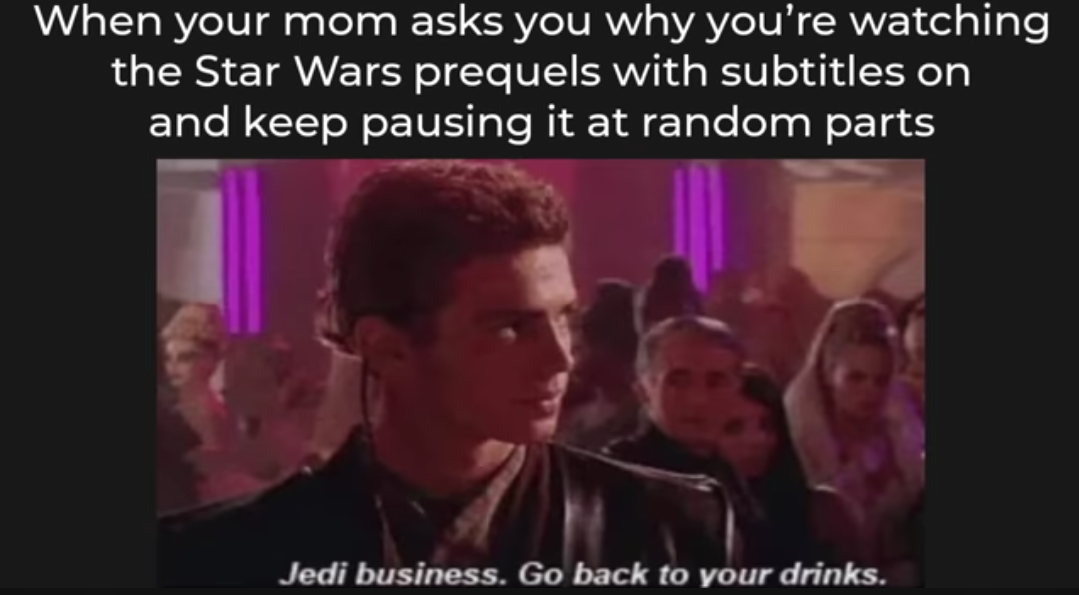 When your mom asks you why you’re watching
the Star Wars prequels with subtitles on
and keep pausing it at random parts
Jedi business. Go back to your drinks.